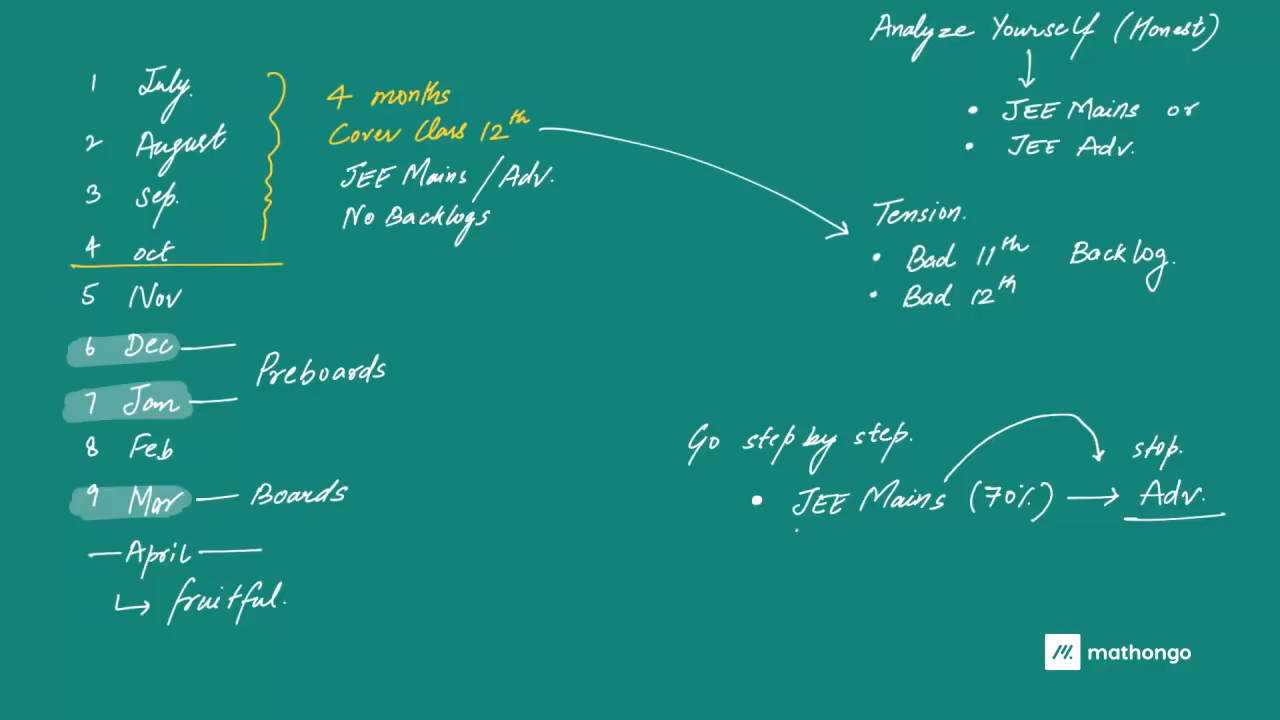 1 July.
2 August
3 Sep.
4 oct
5 Nov
6 Dec
7 Jan
8 Feb
9 Mar
April
fruitful.
4 months
Cover Class 12th
JEE Mains / Adv.
No Backlogs
Preboards
Boards
Analyze Yourself (Honest)
• JEE Mains or
• JEE Adv.
Tension.
• Bad 11th Backlog.
• Bad 12th
Go step by step.
stop.
• JEE Mains (70%) → Adv.
mathongo